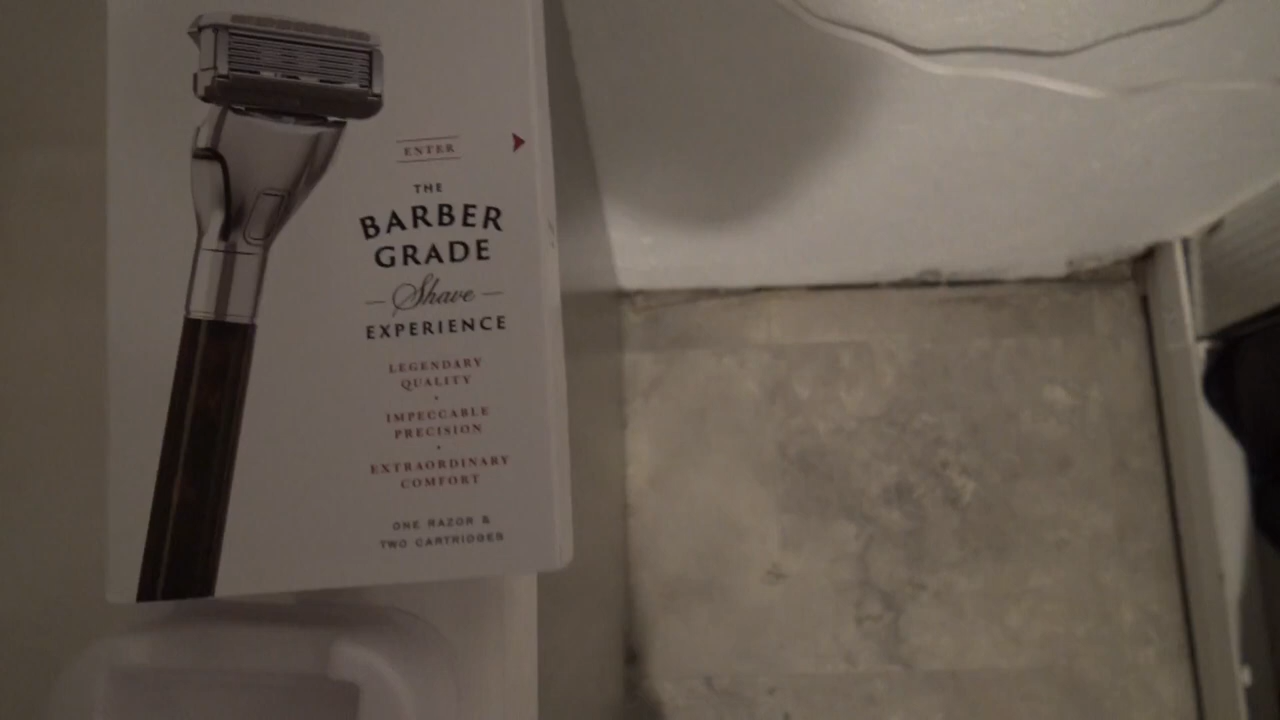 ENTER
THE
BARBER
GRADE
Shave
EXPERIENCE
LEGENDARY
QUALITY
IMPECCABLE
PRECISION
EXTRAORDINARY
COMFORT
ONE RAZOR &
TWO CARTRIDGES